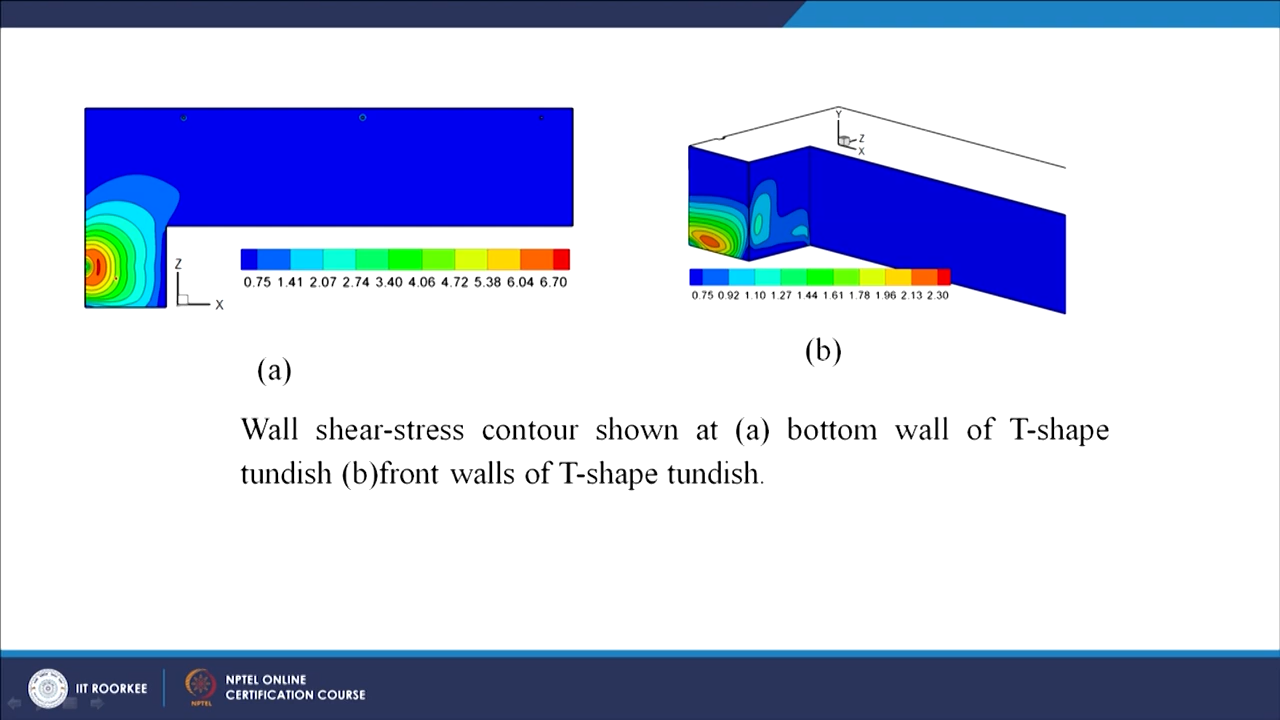 Z
X
0.75 1.41 2.07 2.74 3.40 4.06 4.72 5.38 6.04 6.70
(a)
Y
Z
X
0.75 0.92 1.10 1.27 1.44 1.61 1.78 1.96 2.13 2.30
(b)
Wall shear-stress contour shown at (a) bottom wall of T-shape
tundish (b)front walls of T-shape tundish.
IIT ROORKEE
NPTEL
NPTEL ONLINE
CERTIFICATION COURSE